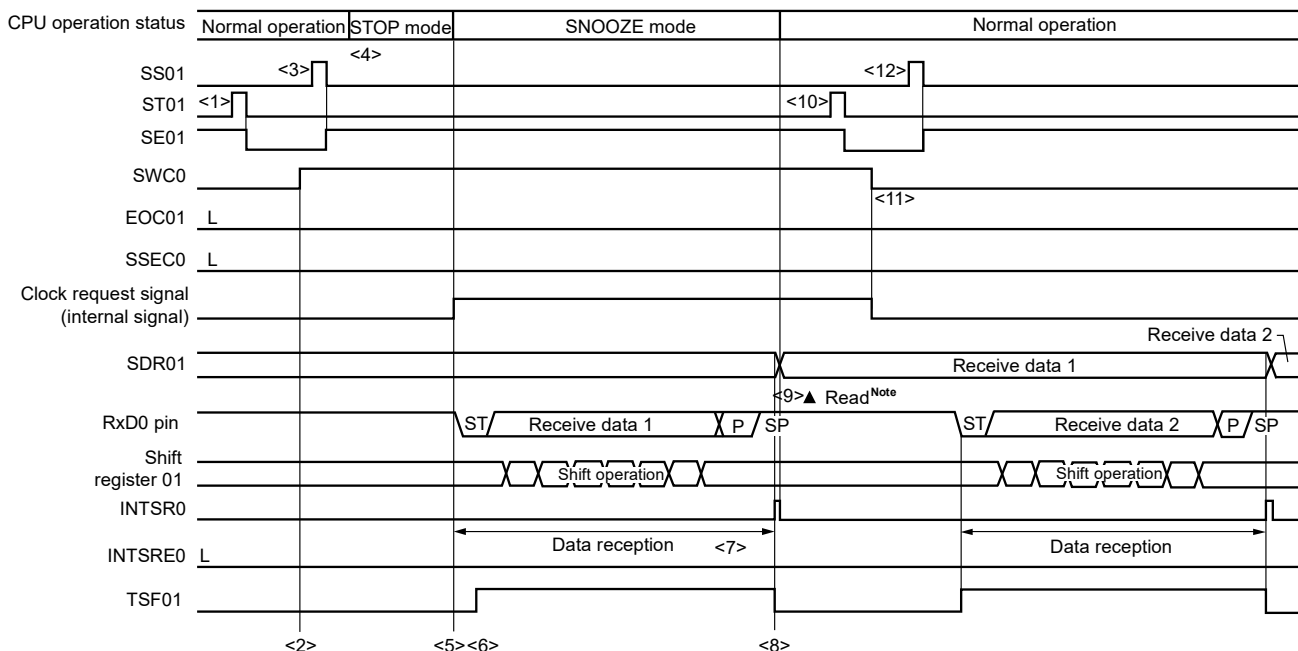 CPU operation status
Normal operation
STOP mode
SNOOZE mode
Normal operation
<4>
SS01
<3>
<12>
ST01
<1>
<10>
SE01
SWC0
<11>
EOC01
L
SSEC0
L
Clock request signal
(internal signal)
Receive data 2
SDR01
Receive data 1
<9>▲ Read Note
RxD0 pin
ST
Receive data 1
P
SP
ST
Receive data 2
P
SP
Shift
register 01
Shift operation
Shift operation
INTSR0
Data reception
<7>
Data reception
INTSRE0
L
TSF01
<2>
<5>
<6>
<8>